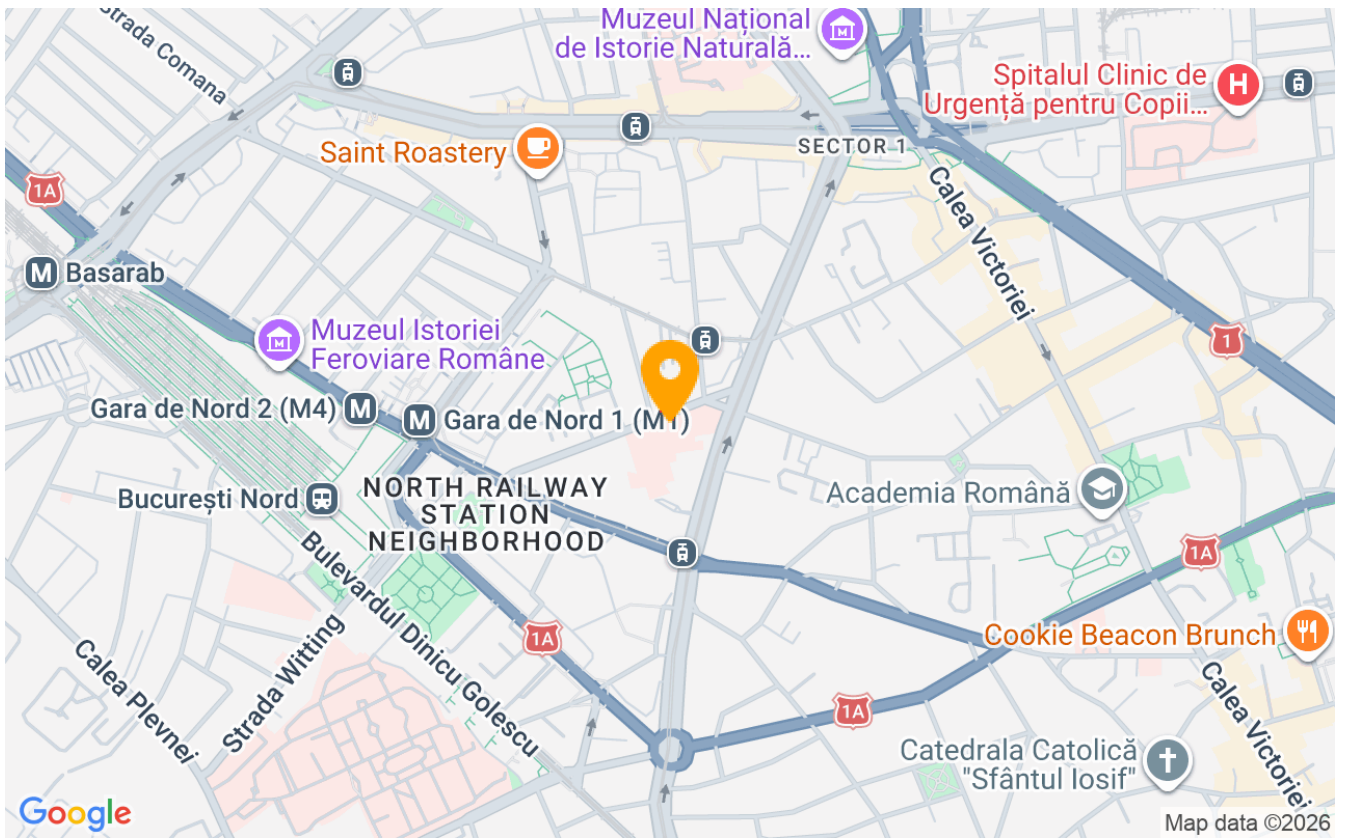 Muzeul Național
de Istorie Naturală...
Strada Comana
Spitalul Clinic de
Urgență pentru Copii...
H
Saint Roastery
SECTOR 1
1A
Calea Victoriei
M Basarab
Muzeul Istoriei
Feroviare Române
1
Gara de Nord 2 (M4) M
M Gara de Nord 1 (M1)
București Nord
NORTH RAILWAY
STATION
NEIGHBORHOOD
Academia Română
1A
Bulevardul Dinicu Golescu
1A
Cookie Beacon Brunch
Strada Witting
Calea Plevnei
1A
Calea Victoriei
Catedrala Catolică
"Sfântul Iosif"
Google
Map data ©2026